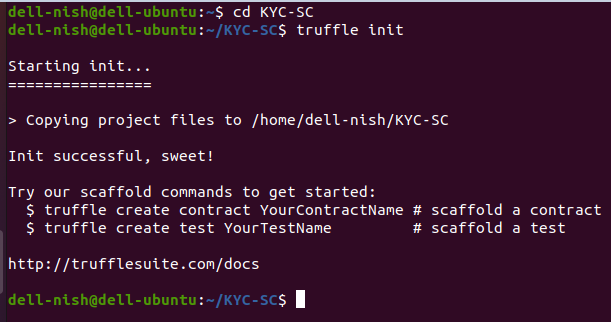 dell-nish@dell-ubuntu:~$ cd KYC-SC
dell-nish@dell-ubuntu:~/KYC-SC$ truffle init
Starting init...
================
> Copying project files to /home/dell-nish/KYC-SC
Init successful, sweet!
Try our scaffold commands to get started:
  $ truffle create contract YourContractName # scaffold a contract
  $ truffle create test YourTestName         # scaffold a test
http://trufflesuite.com/docs
dell-nish@dell-ubuntu:~/KYC-SC$